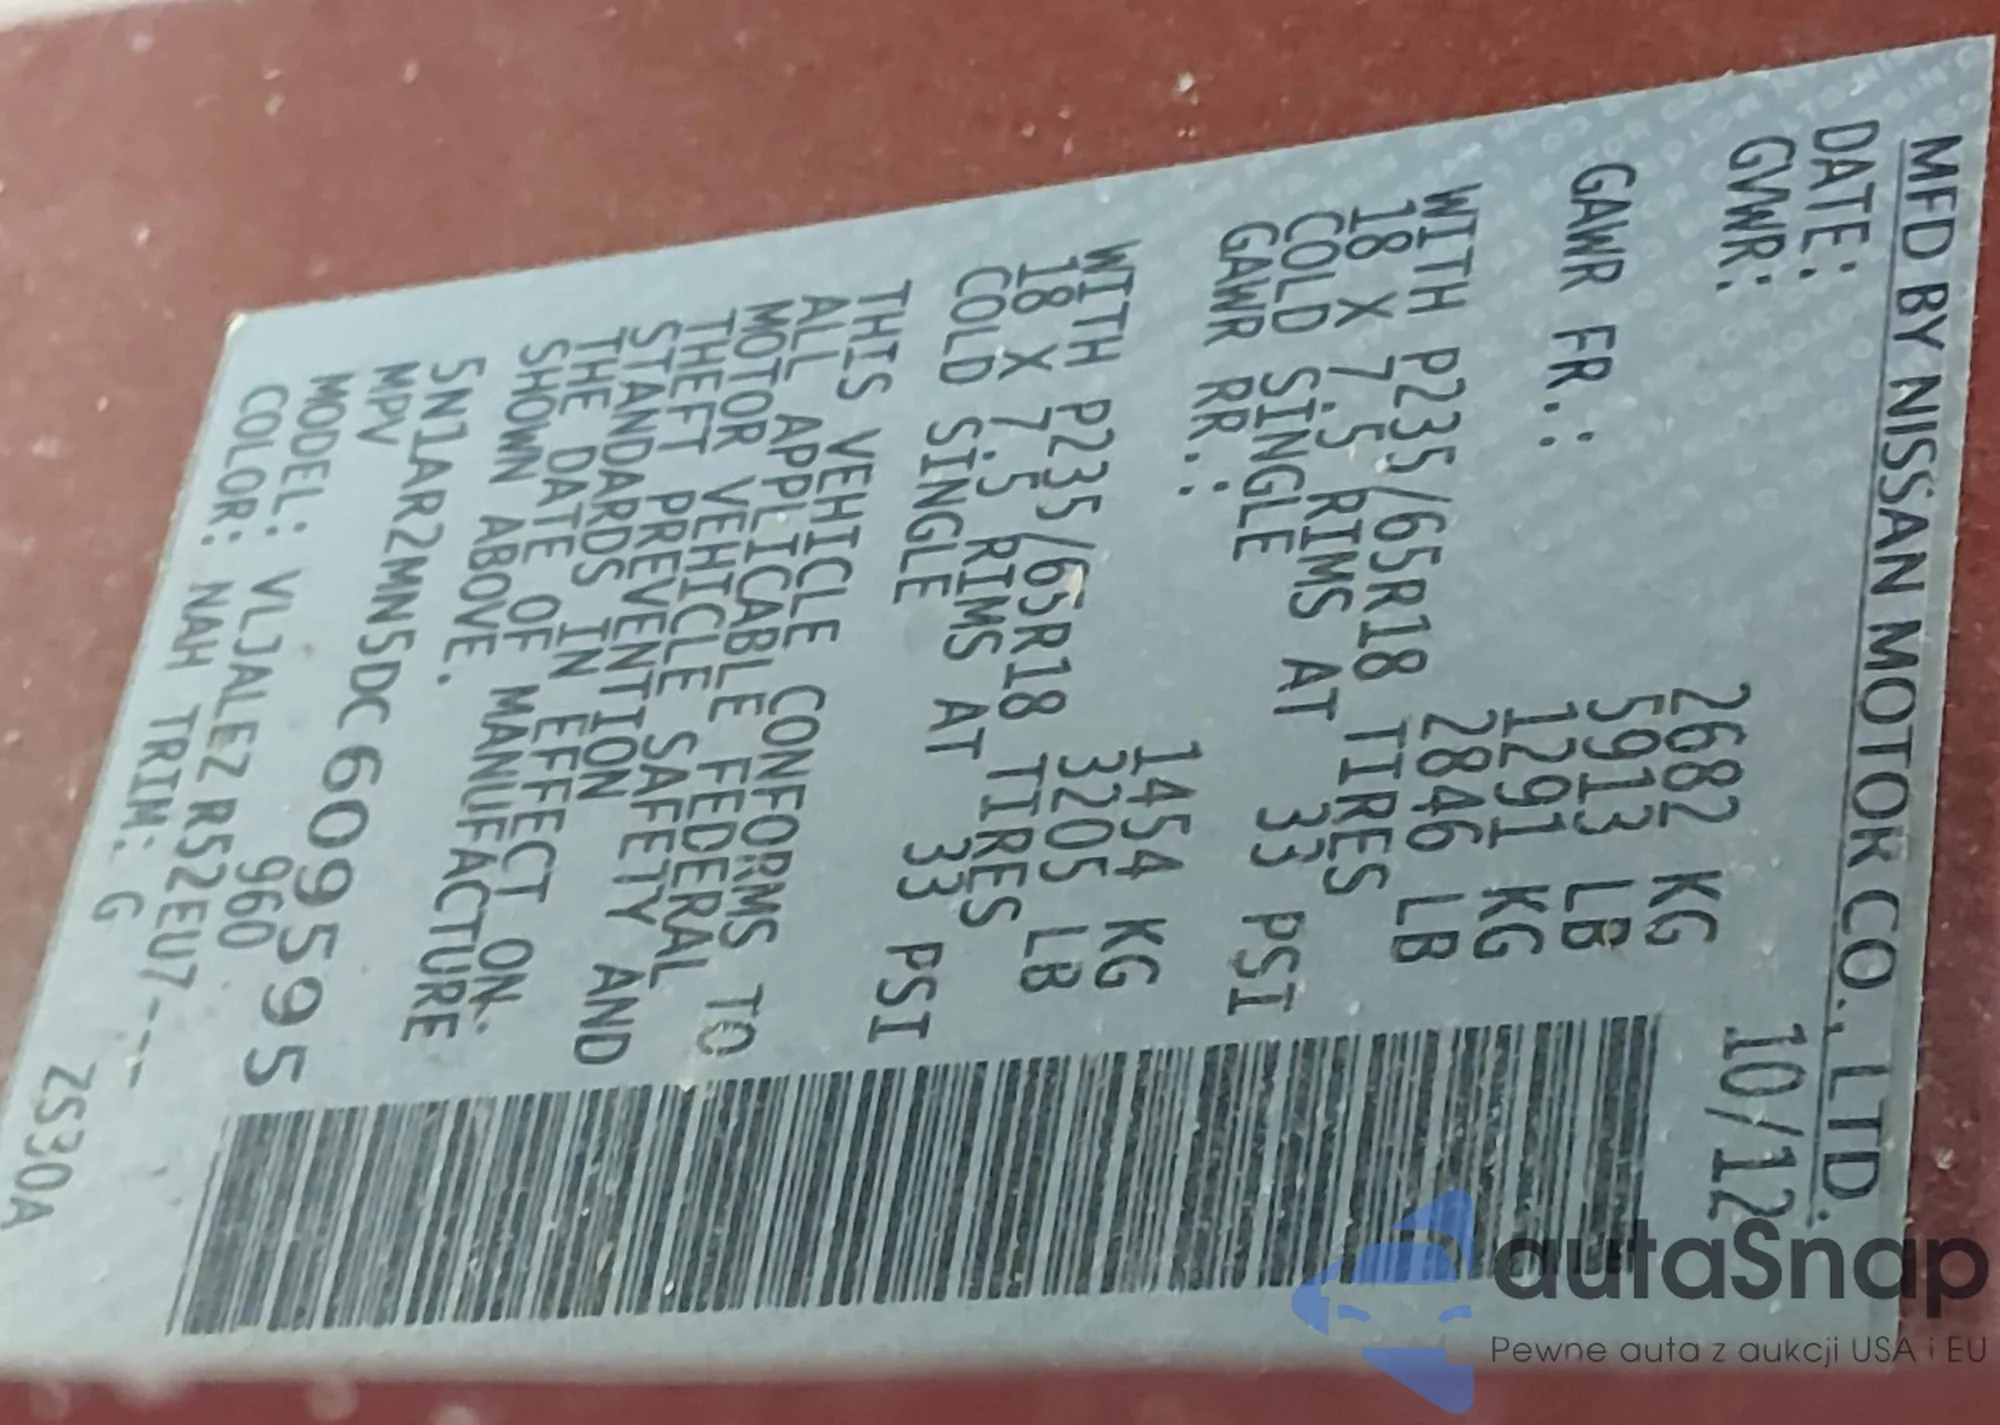 MFD BY NISSAN MOTOR CO., LTD.
DATE: 10/12
GVWR: 2682 KG
5913 LB
GAWR FR.: 1291 KG
2846 LB
WITH P235/65R18 TIRES
18 X 7.5 RIMS AT
COLD SINGLE 33 PSI
GAWR RR.: 1454 KG
3205 LB
WITH P235/65R18 TIRES
18 X 7.5 RIMS AT
COLD SINGLE 33 PSI
THIS VEHICLE CONFORMS TO
ALL APPLICABLE FEDERAL
MOTOR VEHICLE SAFETY AND
THEFT PREVENTION
STANDARDS IN EFFECT ON
THE DATE OF MANUFACTURE
SHOWN ABOVE.
5N1AR2MN5DC609595
MPV 960
MODEL: VLJALEZ R52EU7---
COLOR: NAH TRIM: G
ZS30A
autaSnap
Pewne auta z aukcji USA i EU